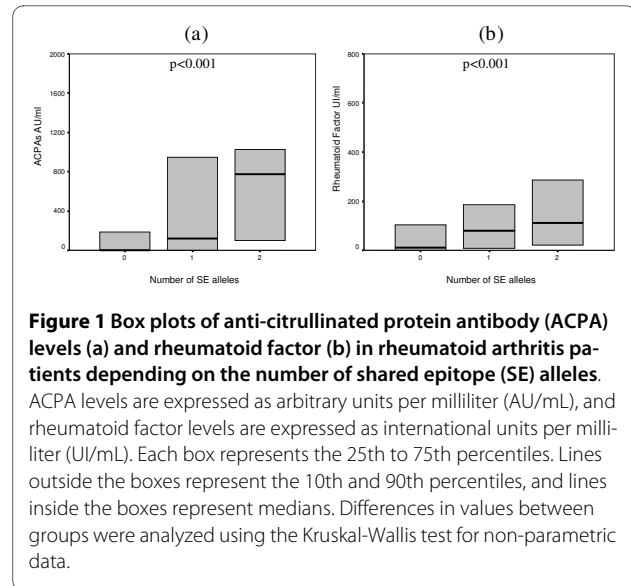 (a) (b)
p<0.001 p<0.001
2000
1600
1200
800
400
0
ACPAs AU/ml
0 1 2
Number of SE alleles
800
600
400
200
0
Rheumatoid Factor UI/ml
0 1 2
Number of SE alleles
Figure 1 Box plots of anti-citrullinated protein antibody (ACPA)
levels (a) and rheumatoid factor (b) in rheumatoid arthritis pa-
tients depending on the number of shared epitope (SE) alleles.
ACPA levels are expressed as arbitrary units per milliliter (AU/mL), and
rheumatoid factor levels are expressed as international units per milli-
liter (UI/mL). Each box represents the 25th to 75th percentiles. Lines
outside the boxes represent the 10th and 90th percentiles, and lines
inside the boxes represent medians. Differences in values between
groups were analyzed using the Kruskal-Wallis test for non-parametric
data.